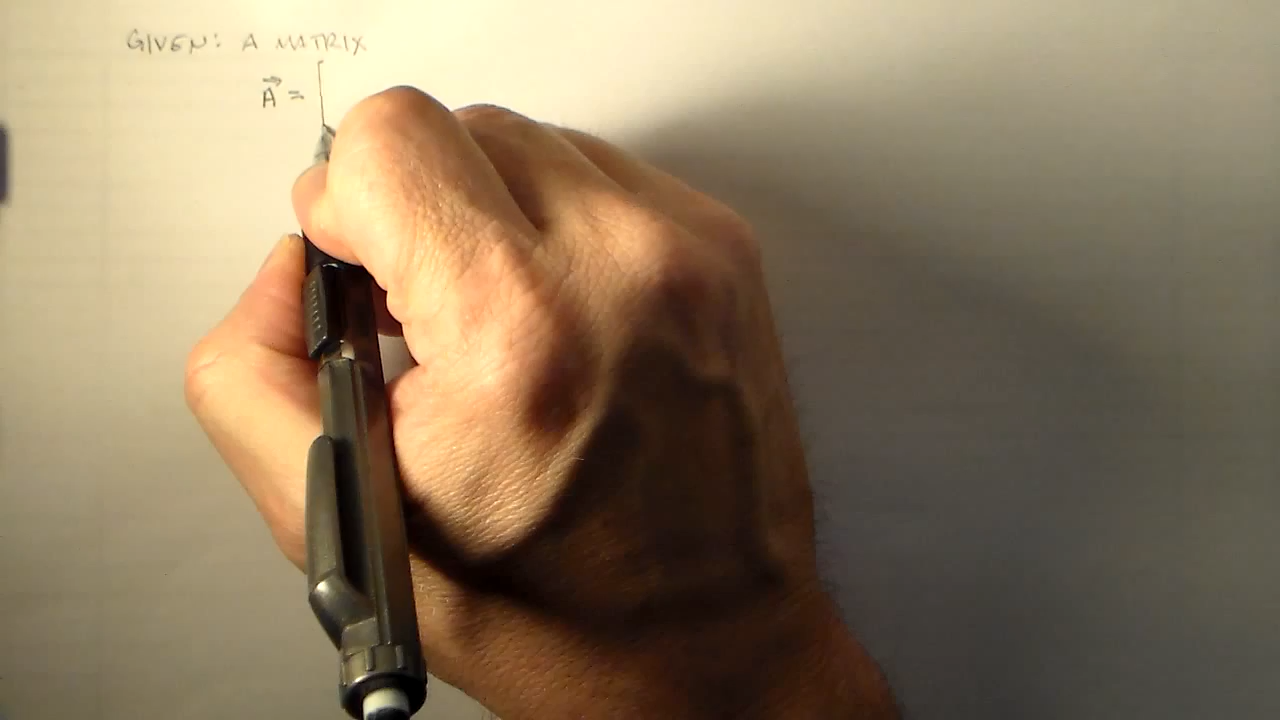 GIVEN: A MATRIX
A⃗ = [